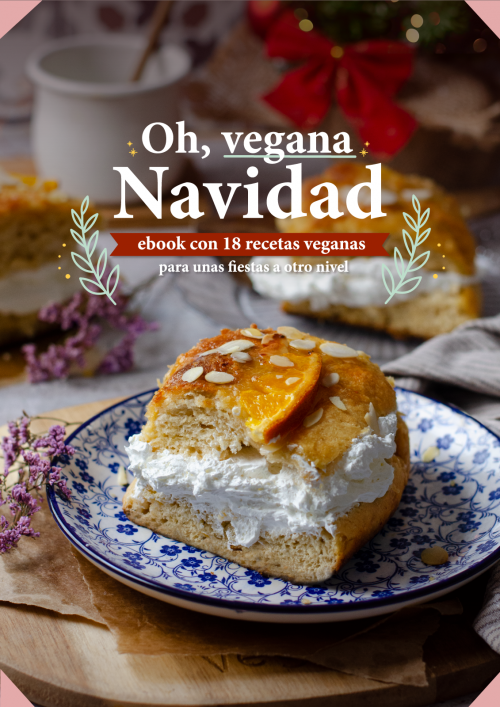 Oh, vegana
Navidad
ebook con 18 recetas veganas
para unas fiestas a otro nivel